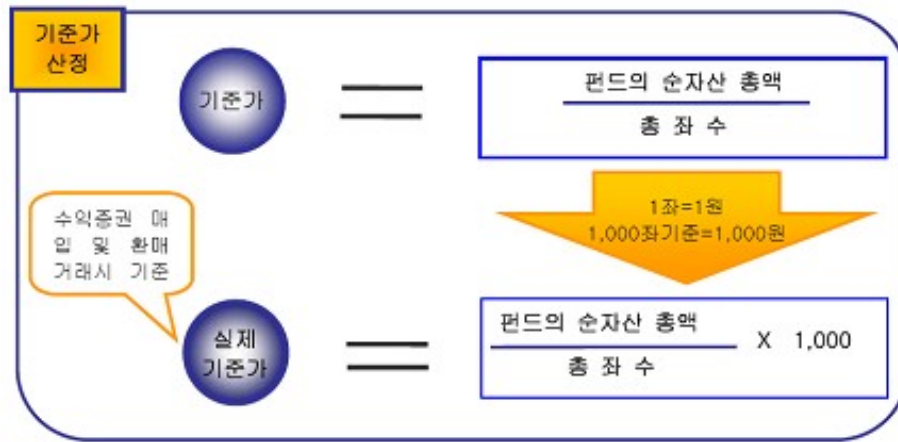 기준가
산정
기준가
펀드의 순자산 총액
총 좌 수
1좌=1원
1,000좌기준=1,000원
수익증권 매
입 및 환매
거래시 기준
실제
기준가
펀드의 순자산 총액
총 좌 수
X 1,000